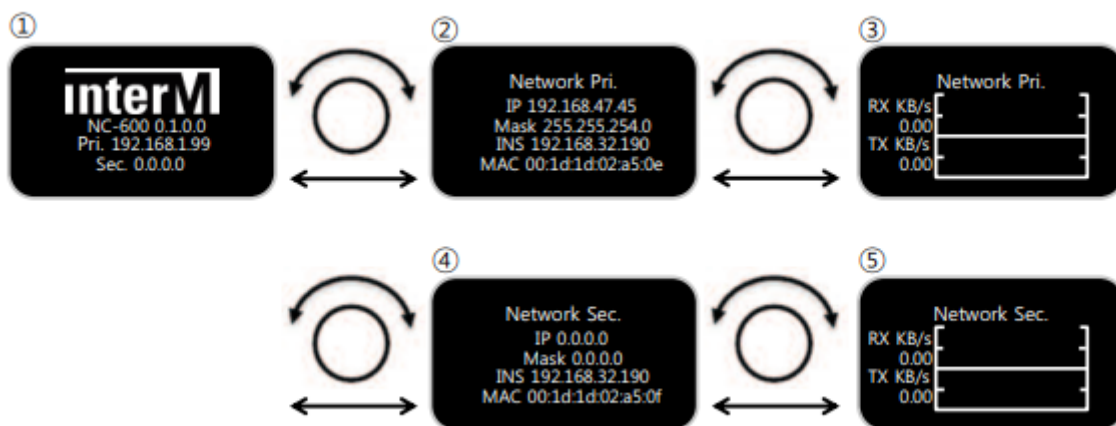 ①
interM
NC-600 0.1.0.0
Pri. 192.168.1.99
Sec. 0.0.0.0
②
Network Pri.
IP 192.168.47.45
Mask 255.255.254.0
INS 192.168.32.190
MAC 00:1d:1d:02:a5:0e
③
Network Pri.
RX KB/s
0.00
TX KB/s
0.00
④
Network Sec.
IP 0.0.0.0
Mask 0.0.0.0
INS 192.168.32.190
MAC 00:1d:1d:02:a5:0f
⑤
Network Sec.
RX KB/s
0.00
TX KB/s
0.00